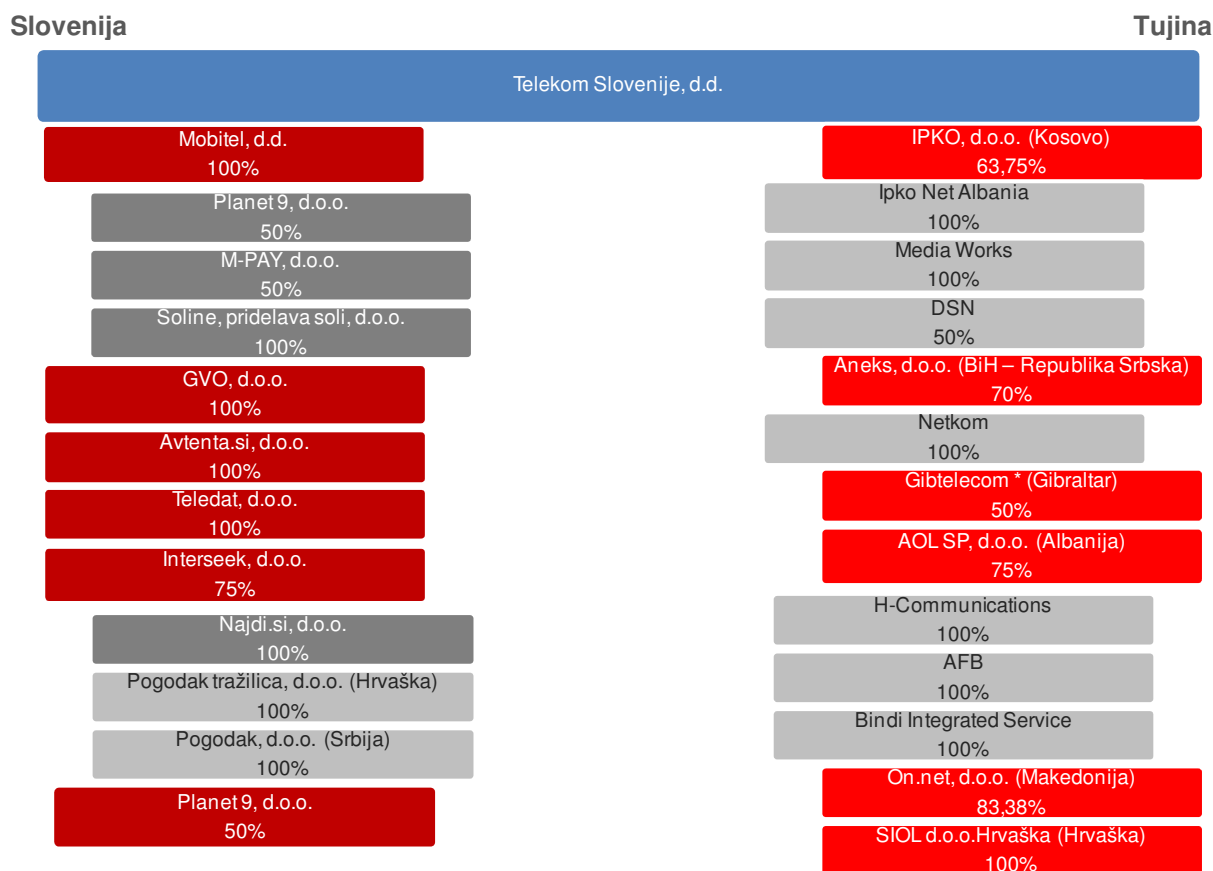 Slovenija
Tujina
Telekom Slovenije, d.d.
Mobitel, d.d.
100%
Planet 9, d.o.o.
50%
M-PAY, d.o.o.
50%
Soline, pridelava soli, d.o.o.
100%
GVO, d.o.o.
100%
Avtenta.si, d.o.o.
100%
Teledat, d.o.o.
100%
Interseek, d.o.o.
75%
Najdi.si, d.o.o.
100%
Pogodak tražilica, d.o.o. (Hrvaška)
100%
Pogodak, d.o.o. (Srbija)
100%
Planet 9, d.o.o.
50%
IPKO, d.o.o. (Kosovo)
63,75%
Ipko Net Albania
100%
Media Works
100%
DSN
50%
Aneks, d.o.o. (BiH – Republika Srbska)
70%
Netkom
100%
Gibtelecom * (Gibraltar)
50%
AOL SP, d.o.o. (Albanija)
75%
H-Communications
100%
AFB
100%
Bindi Integrated Service
100%
On.net, d.o.o. (Makedonija)
83,38%
SIOL d.o.o.Hrvaška (Hrvaška)
100%